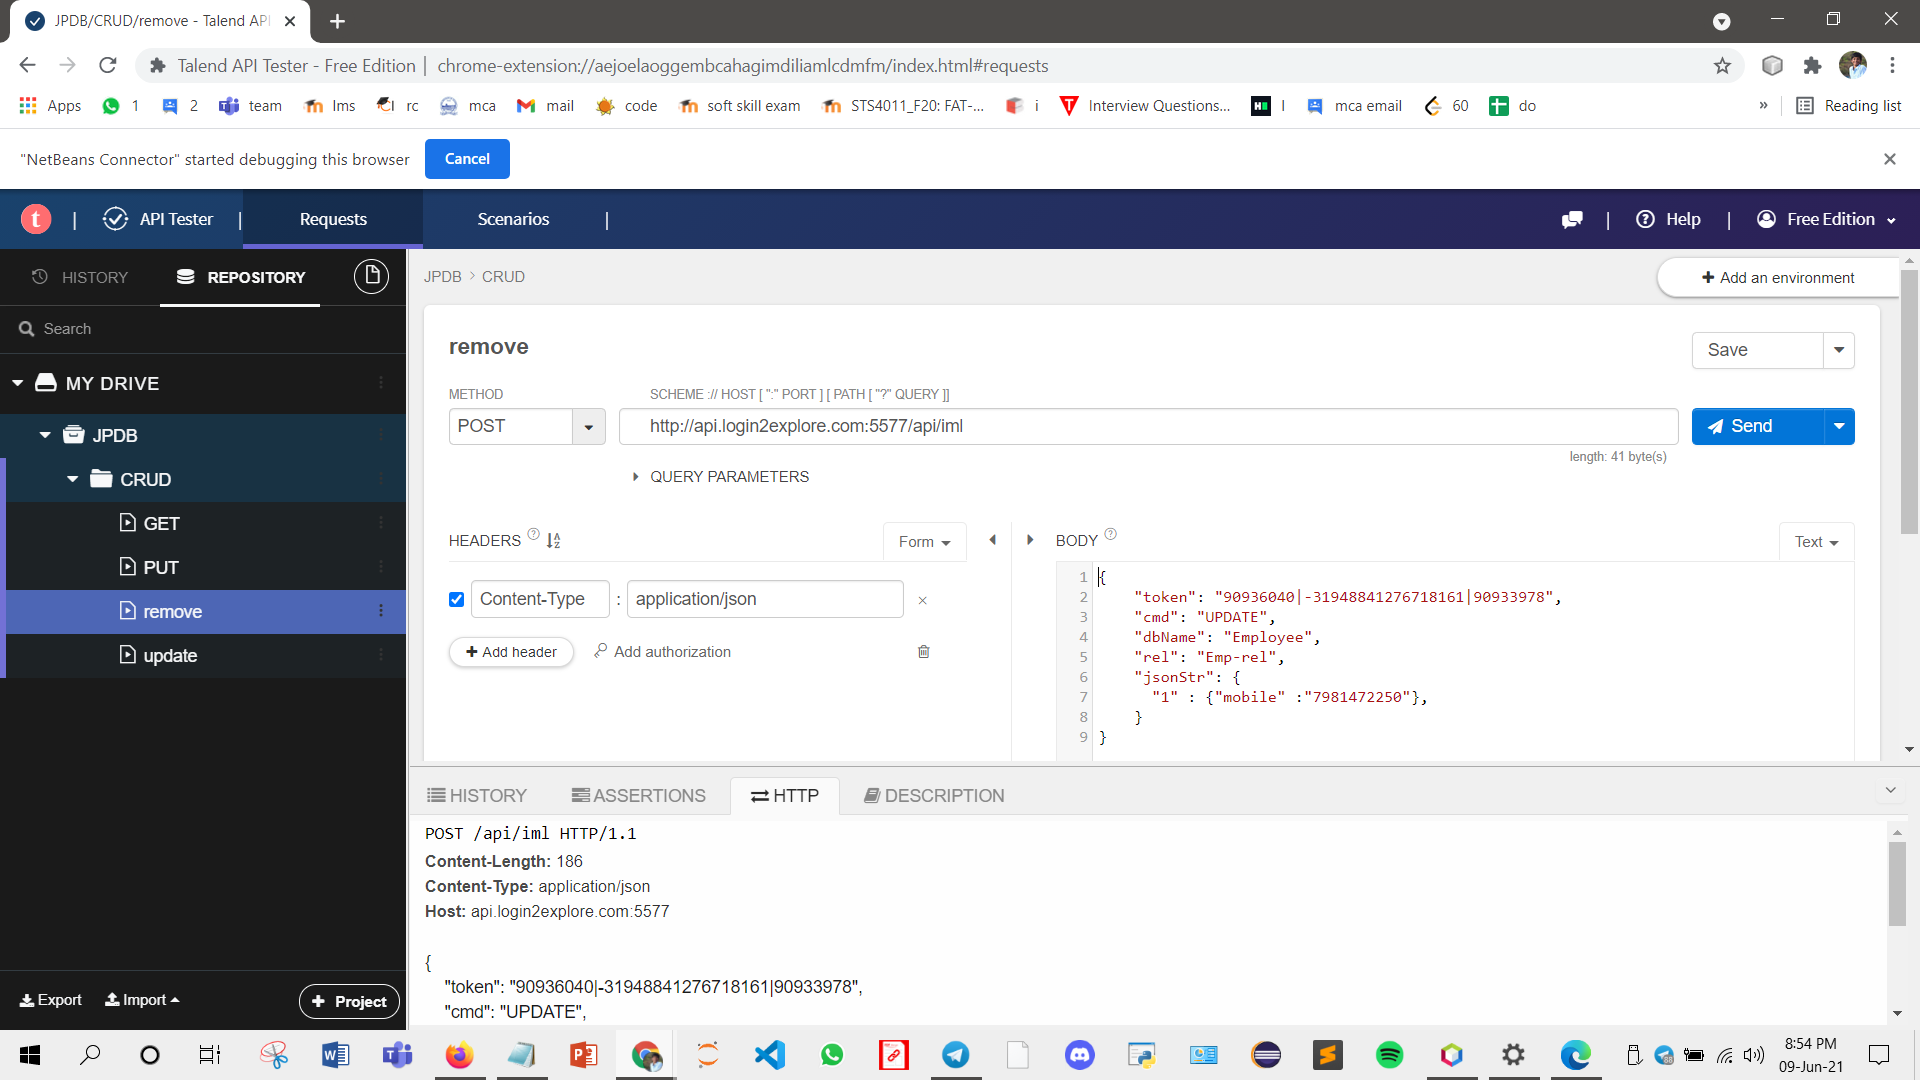 JPDB/CRUD/remove - Talend API
Talend API Tester - Free Edition | chrome-extension://aejoelaoggembcahagimdiliamlcdmfm/index.html#requests
Apps 1 2 team lms rc mca mail code soft skill exam STS4011_F20: FAT-... i Interview Questions... l mca email 60 do » Reading list
"NetBeans Connector" started debugging this browser Cancel
t | API Tester | Requests Scenarios | | Help | Free Edition
HISTORY REPOSITORY
Search
MY DRIVE
JPDB
CRUD
GET
PUT
remove
update
Export Import + Project
JPDB > CRUD
+ Add an environment
remove
Save
METHOD SCHEME :// HOST [ ":" PORT ] [ PATH [ "?" QUERY ]]
POST http://api.login2explore.com:5577/api/iml Send
length: 41 byte(s)
QUERY PARAMETERS
HEADERS ? Form
Content-Type : application/json ×
+ Add header Add authorization
BODY ? Text
1 {
2 "token": "90936040|-31948841276718161|90933978",
3 "cmd": "UPDATE",
4 "dbName": "Employee",
5 "rel": "Emp-rel",
6 "jsonStr": {
7 "1" : {"mobile" :"7981472250"},
8 }
9 }
HISTORY ASSERTIONS HTTP DESCRIPTION
POST /api/iml HTTP/1.1
Content-Length: 186
Content-Type: application/json
Host: api.login2explore.com:5577
{
"token": "90936040|-31948841276718161|90933978",
"cmd": "UPDATE",
8:54 PM
09-Jun-21